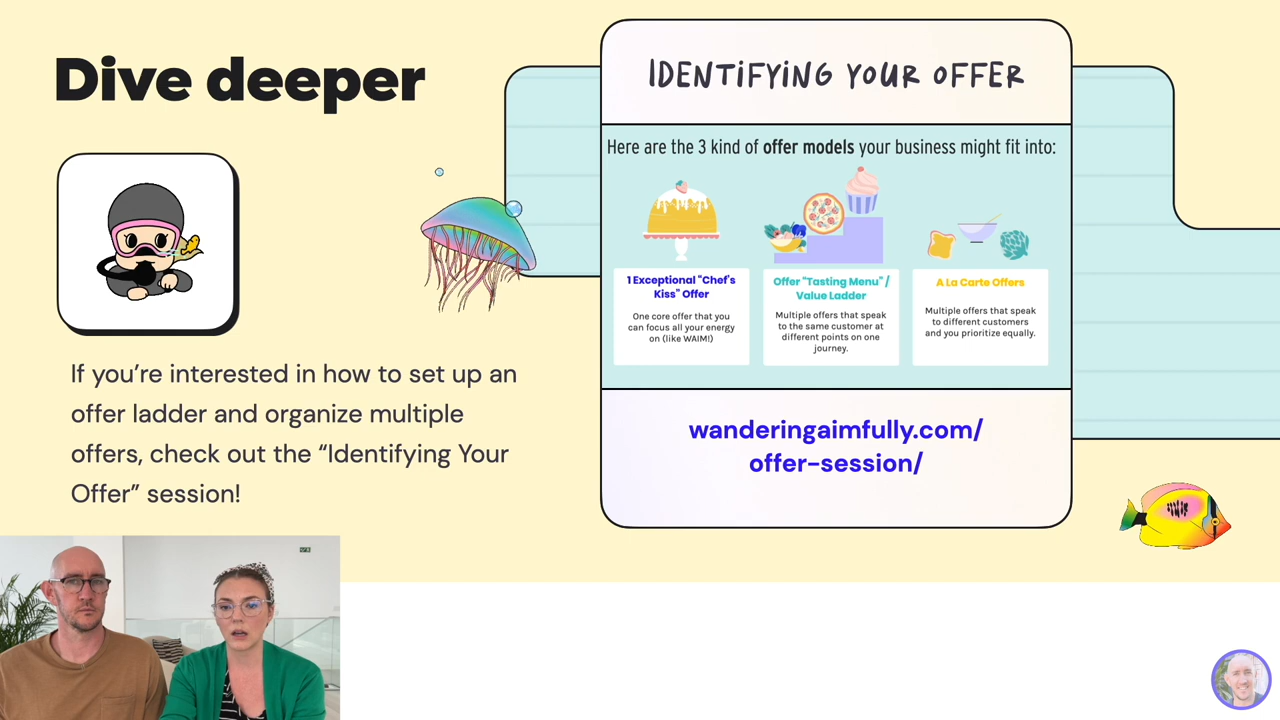 Dive deeper
If you’re interested in how to set up an
offer ladder and organize multiple
offers, check out the “Identifying Your
Offer” session!
IDENTIFYING YOUR OFFER
Here are the 3 kind of offer models your business might fit into:
1 Exceptional “Chef’s
Kiss” Offer
One core offer that you
can focus all your energy
on (like WAIM!)
Offer “Tasting Menu” /
Value Ladder
Multiple offers that speak
to the same customer at
different points on one
journey.
A La Carte Offers
Multiple offers that speak
to different customers
and you prioritize equally.
wanderingaimfully.com/
offer-session/